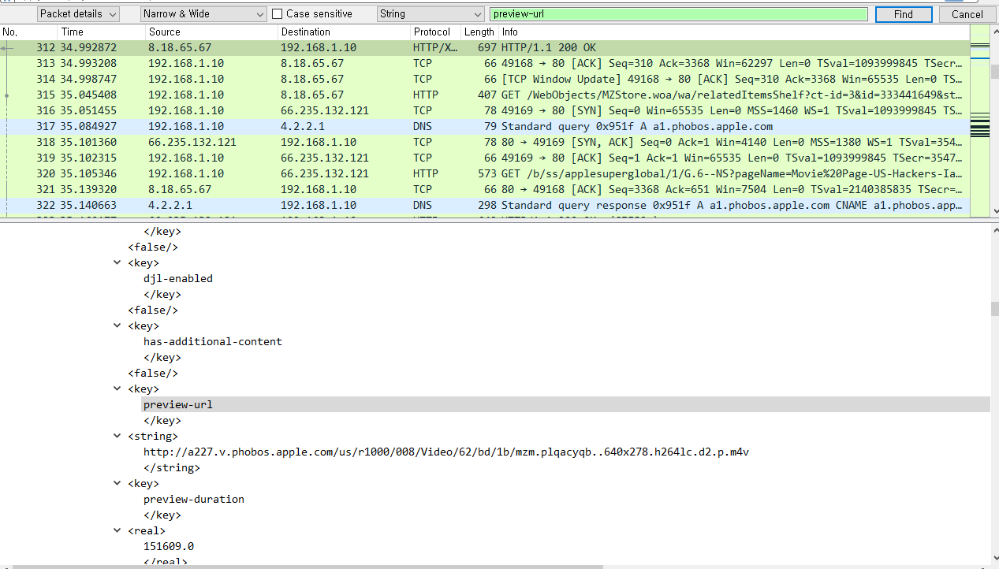 Packet details Narrow & Wide Case sensitive String preview-url Find Cancel
No. Time Source Destination Protocol Length Info
312 34.992872 8.18.65.67 192.168.1.10 HTTP/X… 697 HTTP/1.1 200 OK
313 34.993208 192.168.1.10 8.18.65.67 TCP 66 49168 → 80 [ACK] Seq=310 Ack=3368 Win=62297 Len=0 TSval=1093999845 TSecr…
314 34.998747 192.168.1.10 8.18.65.67 TCP 66 [TCP Window Update] 49168 → 80 [ACK] Seq=310 Ack=3368 Win=65535 Len=0 TS…
315 35.045408 192.168.1.10 8.18.65.67 HTTP 407 GET /WebObjects/MZStore.woa/wa/relatedItemsShelf?ct-id=3&id=333441649&st…
316 35.051455 192.168.1.10 66.235.132.121 TCP 78 49169 → 80 [SYN] Seq=0 Win=65535 Len=0 MSS=1460 WS=1 TSval=1093999845 TS…
317 35.084927 192.168.1.10 4.2.2.1 DNS 79 Standard query 0x951f A a1.phobos.apple.com
318 35.101360 66.235.132.121 192.168.1.10 TCP 78 80 → 49169 [SYN, ACK] Seq=0 Ack=1 Win=4140 Len=0 MSS=1380 WS=1 TSval=354…
319 35.102315 192.168.1.10 66.235.132.121 TCP 66 49169 → 80 [ACK] Seq=1 Ack=1 Win=65535 Len=0 TSval=1093999845 TSecr=3547…
320 35.105346 192.168.1.10 66.235.132.121 HTTP 573 GET /b/ss/applesuperglobal/1/G.6--NS?pageName=Movie%20Page-US-Hackers-Ia…
321 35.139320 8.18.65.67 192.168.1.10 TCP 66 80 → 49168 [ACK] Seq=3368 Ack=651 Win=7504 Len=0 TSval=2140385835 TSecr=…
322 35.140663 4.2.2.1 192.168.1.10 DNS 298 Standard query response 0x951f A a1.phobos.apple.com CNAME a1.phobos.app…
</key>
<false/>
<key>
djl-enabled
</key>
<false/>
<key>
has-additional-content
</key>
<false/>
<key>
preview-url
</key>
<string>
http://a227.v.phobos.apple.com/us/r1000/008/Video/62/bd/1b/mzm.plqacyqb..640x278.h264lc.d2.p.m4v
</string>
<key>
preview-duration
</key>
<real>
151609.0
</real>